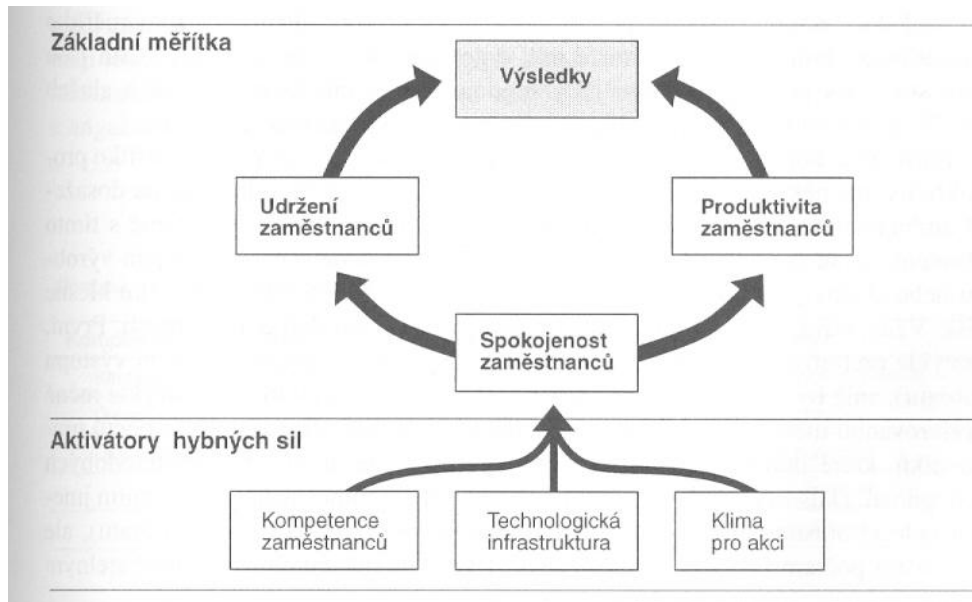 Základní měřítka
Výsledky
Udržení
zaměstnanců
Produktivita
zaměstnanců
Spokojenost
zaměstnanců
Aktivátory hybných sil
Kompetence
zaměstnanců
Technologická
infrastruktura
Klima
pro akci